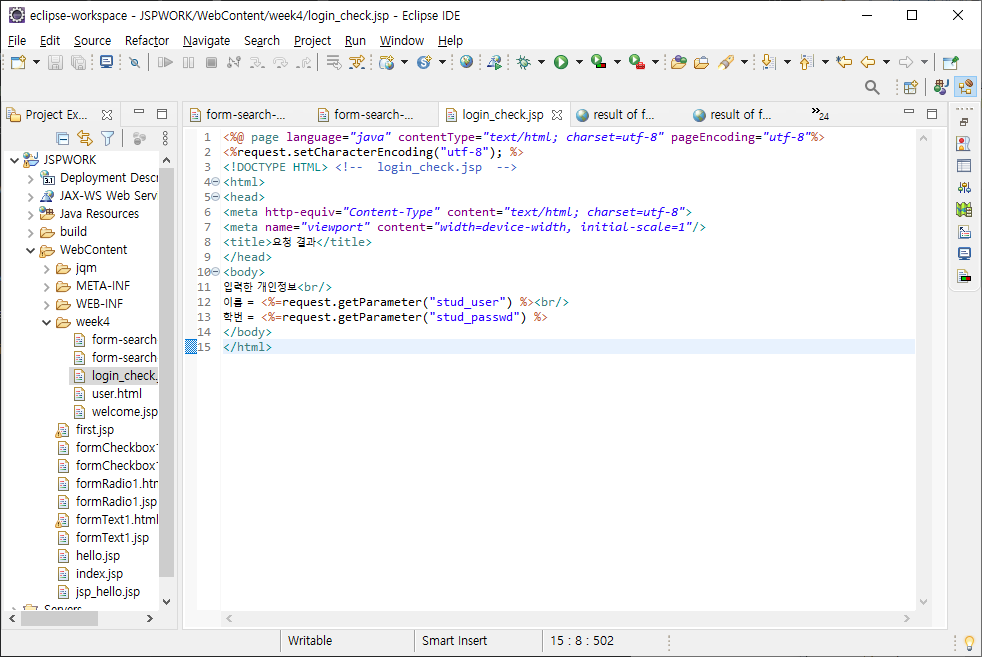 eclipse-workspace - JSPWORK/WebContent/week4/login_check.jsp - Eclipse IDE
File Edit Source Refactor Navigate Search Project Run Window Help
Project Ex...
form-search-... form-search-... login_check.jsp result of f... result of f... »24
JSPWORK
Deployment Descr
JAX-WS Web Serv
Java Resources
build
WebContent
jqm
META-INF
WEB-INF
week4
form-search
form-search
login_check.
user.html
welcome.jsp
first.jsp
formCheckbox1
formCheckbox1
formRadio1.htr
formRadio1.jsp
formText1.html
formText1.jsp
hello.jsp
index.jsp
jsp_hello.jsp
Servers
1 <%@ page language="java" contentType="text/html; charset=utf-8" pageEncoding="utf-8"%>
2 <%request.setCharacterEncoding("utf-8"); %>
3 <!DOCTYPE HTML> <!-- login_check.jsp -->
4 <html>
5 <head>
6 <meta http-equiv="Content-Type" content="text/html; charset=utf-8">
7 <meta name="viewport" content="width=device-width, initial-scale=1"/>
8 <title>요청 결과</title>
9 </head>
10 <body>
11 입력한 개인정보<br/>
12 이름 = <%=request.getParameter("stud_user") %><br/>
13 학번 = <%=request.getParameter("stud_passwd") %>
14 </body>
15 </html>
Writable Smart Insert 15 : 8 : 502